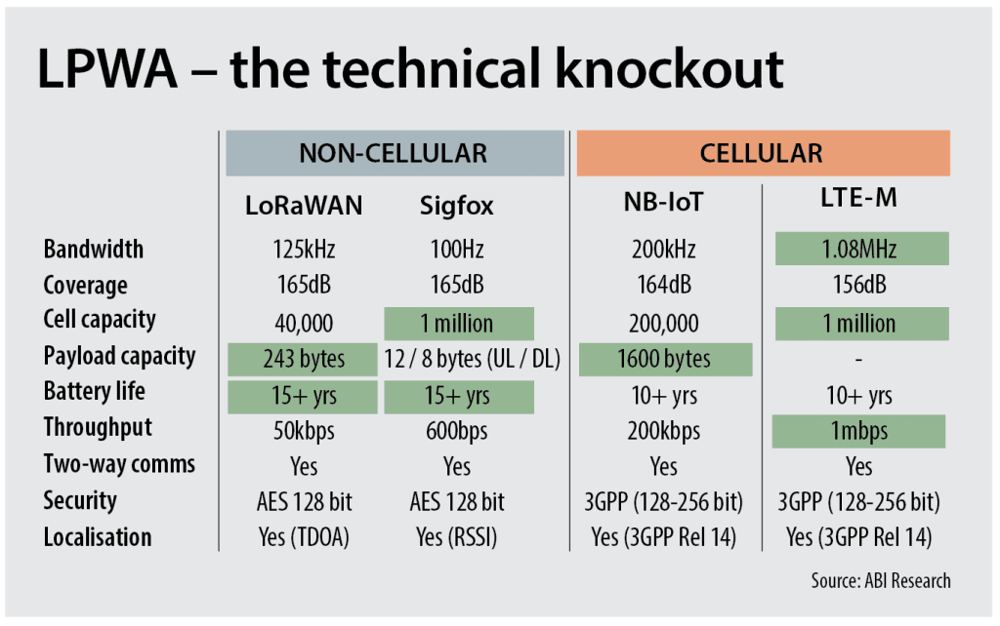 LPWA – the technical knockout
NON-CELLULAR CELLULAR
LoRaWAN Sigfox NB-IoT LTE-M
Bandwidth 125kHz 100Hz 200kHz 1.08MHz
Coverage 165dB 165dB 164dB 156dB
Cell capacity 40,000 1 million 200,000 1 million
Payload capacity 243 bytes 12 / 8 bytes (UL / DL) 1600 bytes -
Battery life 15+ yrs 15+ yrs 10+ yrs 10+ yrs
Throughput 50kbps 600bps 200kbps 1mbps
Two-way comms Yes Yes Yes Yes
Security AES 128 bit AES 128 bit 3GPP (128-256 bit) 3GPP (128-256 bit)
Localisation Yes (TDOA) Yes (RSSI) Yes (3GPP Rel 14) Yes (3GPP Rel 14)
Source: ABI Research